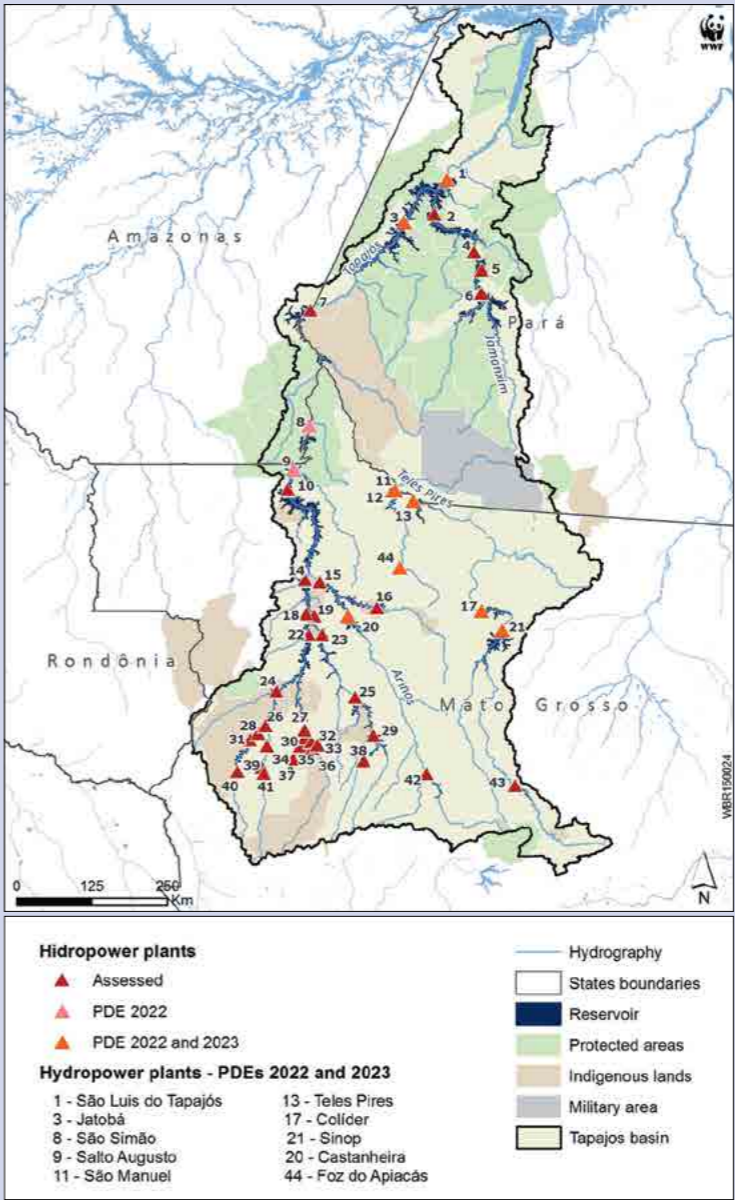 WWF
1
2
3
Amazonas
4
Tapajós
5
6
7
Pará
Jamanxim
8
9
10
11
Teles Pires
12
13
44
14
15
16
17
18
19
20
21
22
23
Rondônia
24
Arinos
25
Mato Grosso
26
27
28
29
30
31
32
33
34
35
36
37
38
39
40
41
42
43
WBR150024
0 125 250
Km
N
Hidropower plants
Assessed
PDE 2022
PDE 2022 and 2023
Hydropower plants - PDEs 2022 and 2023
1 - São Luis do Tapajós
3 - Jatobá
8 - São Simão
9 - Salto Augusto
11 - São Manuel
13 - Teles Pires
17 - Colíder
21 - Sinop
20 - Castanheira
44 - Foz do Apiacás
Hydrography
States boundaries
Reservoir
Protected areas
Indigenous lands
Military area
Tapajos basin